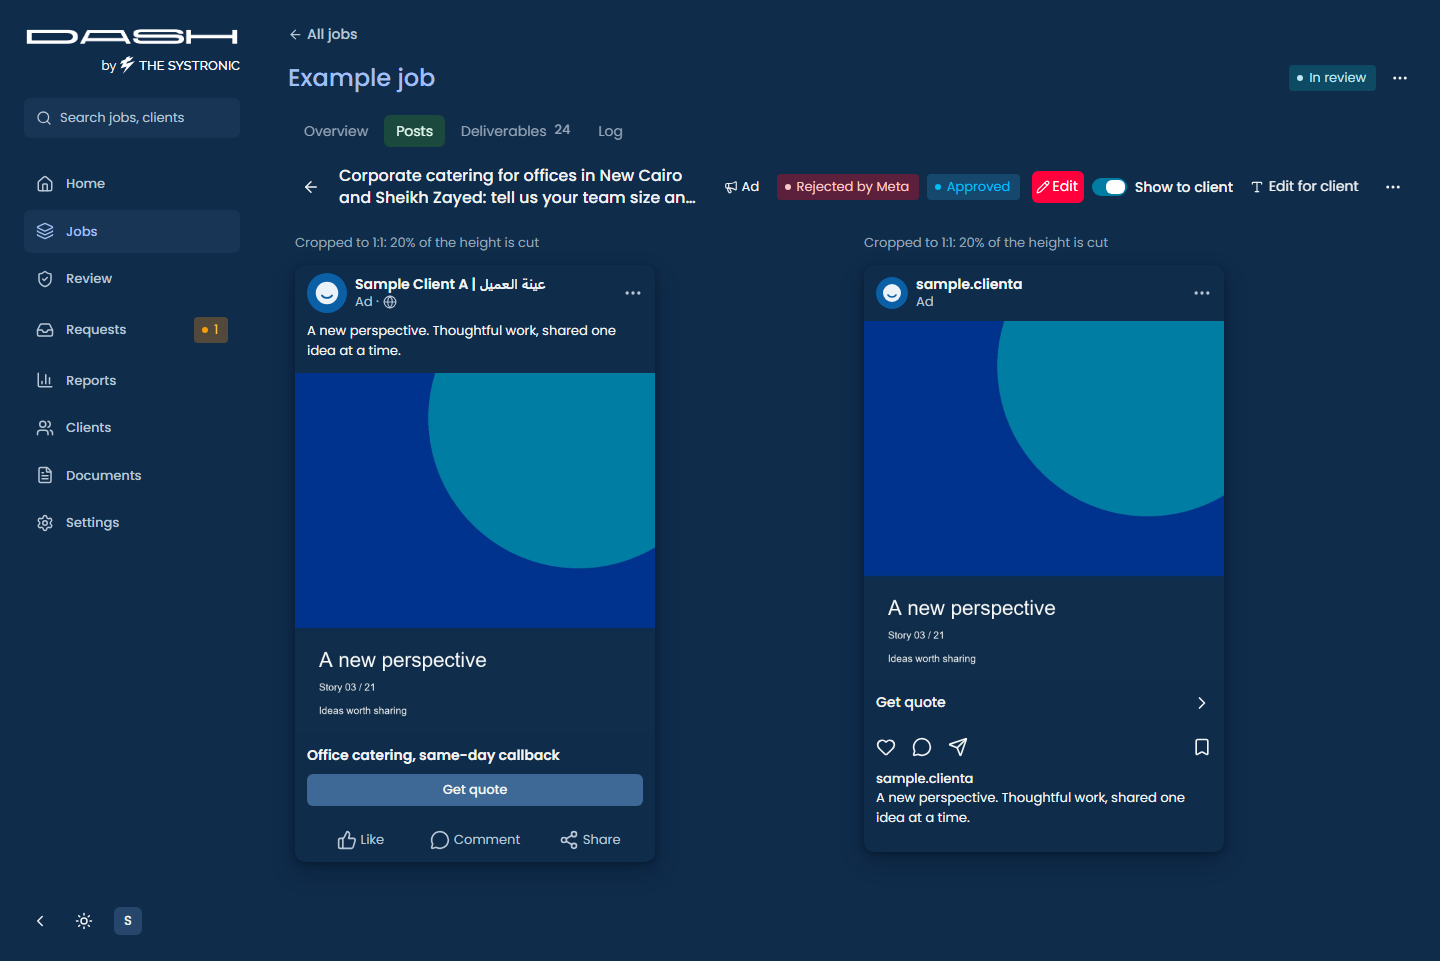 DASH
by THE SYSTRONIC
Search jobs, clients
Home
Jobs
Review
Requests
1
Reports
Clients
Documents
Settings
S
All jobs
Example job
In review
Overview
Posts
Deliverables 24
Log
Corporate catering for offices in New Cairo
and Sheikh Zayed: tell us your team size an...
Ad
Rejected by Meta
Approved
Edit
Show to client
Edit for client
Cropped to 1:1: 20% of the height is cut
Sample Client A | عينة العميل
Ad ·
A new perspective. Thoughtful work, shared one
idea at a time.
A new perspective
Story 03 / 21
Ideas worth sharing
Office catering, same-day callback
Get quote
Like
Comment
Share
Cropped to 1:1: 20% of the height is cut
sample.clienta
Ad
A new perspective
Story 03 / 21
Ideas worth sharing
Get quote
sample.clienta
A new perspective. Thoughtful work, shared one
idea at a time.